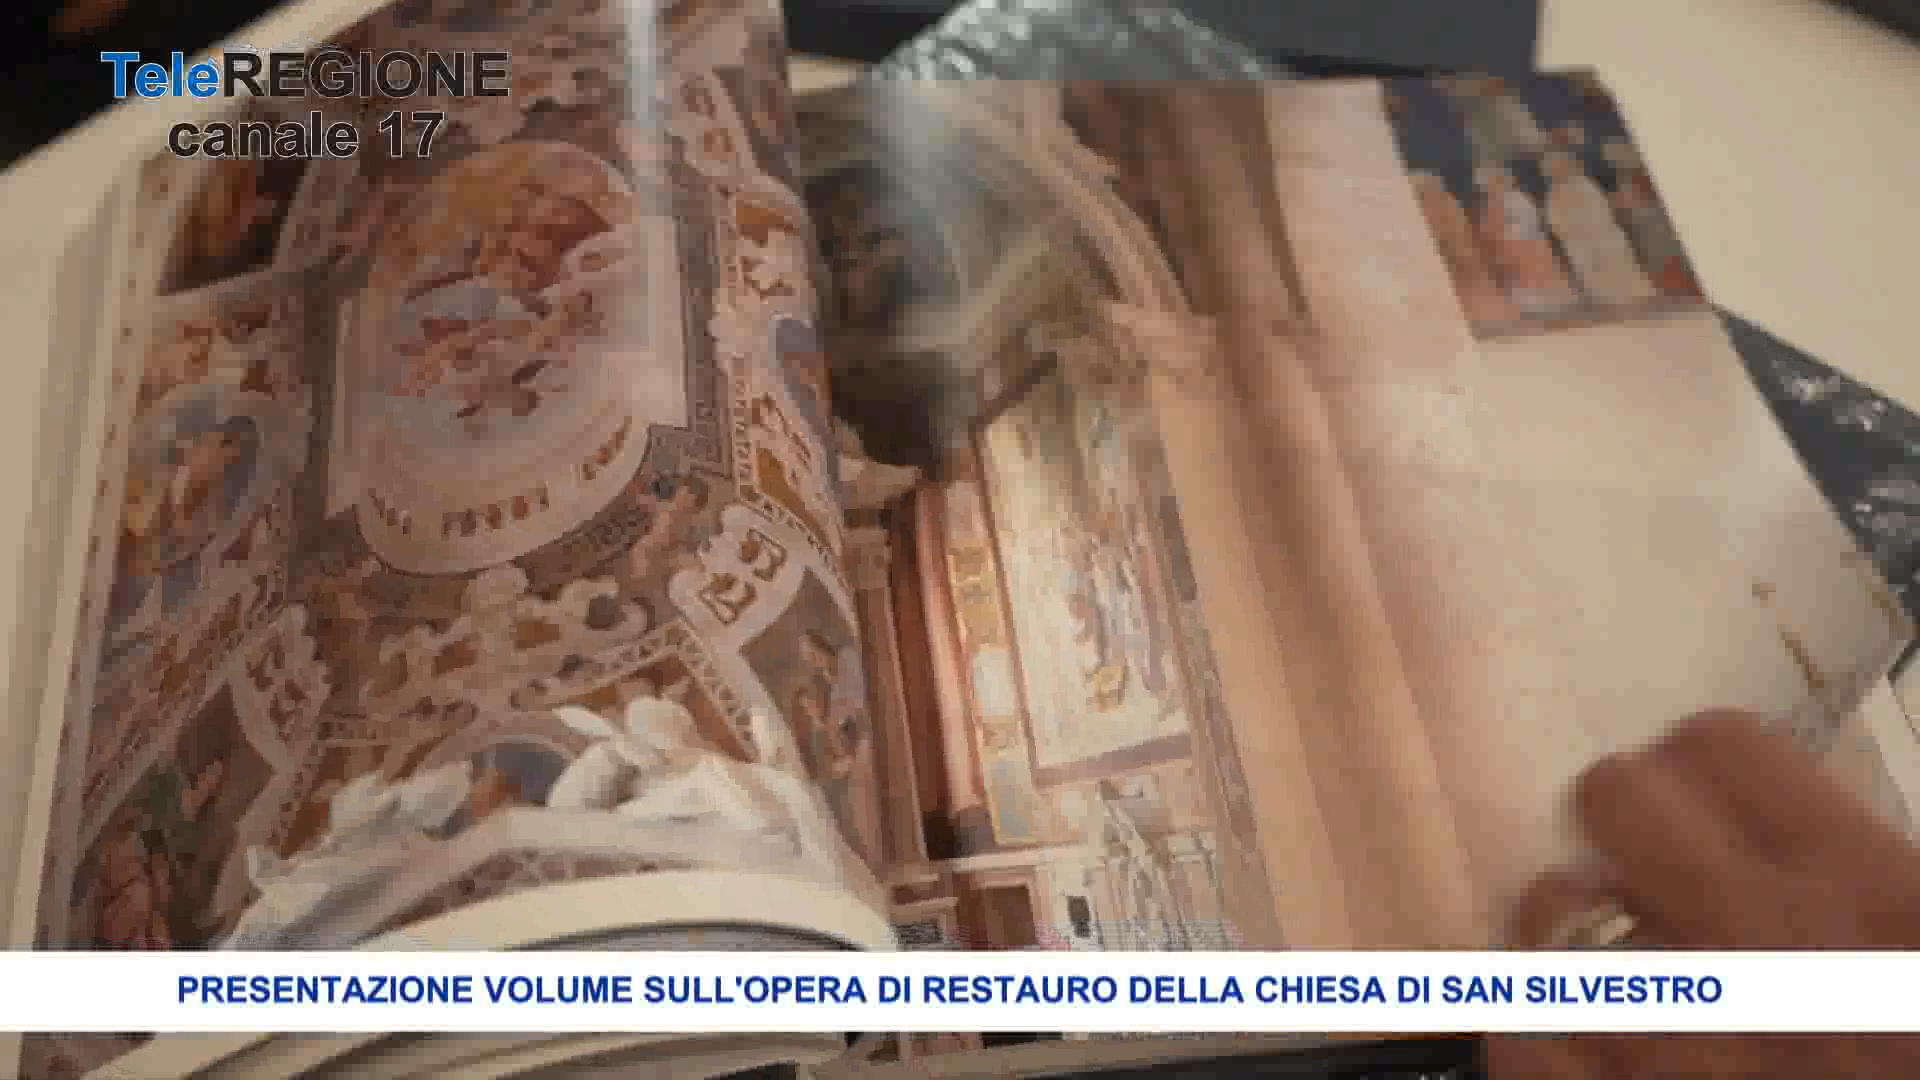 TeleREGIONE
canale 17
PRESENTAZIONE VOLUME SULL'OPERA DI RESTAURO DELLA CHIESA DI SAN SILVESTRO